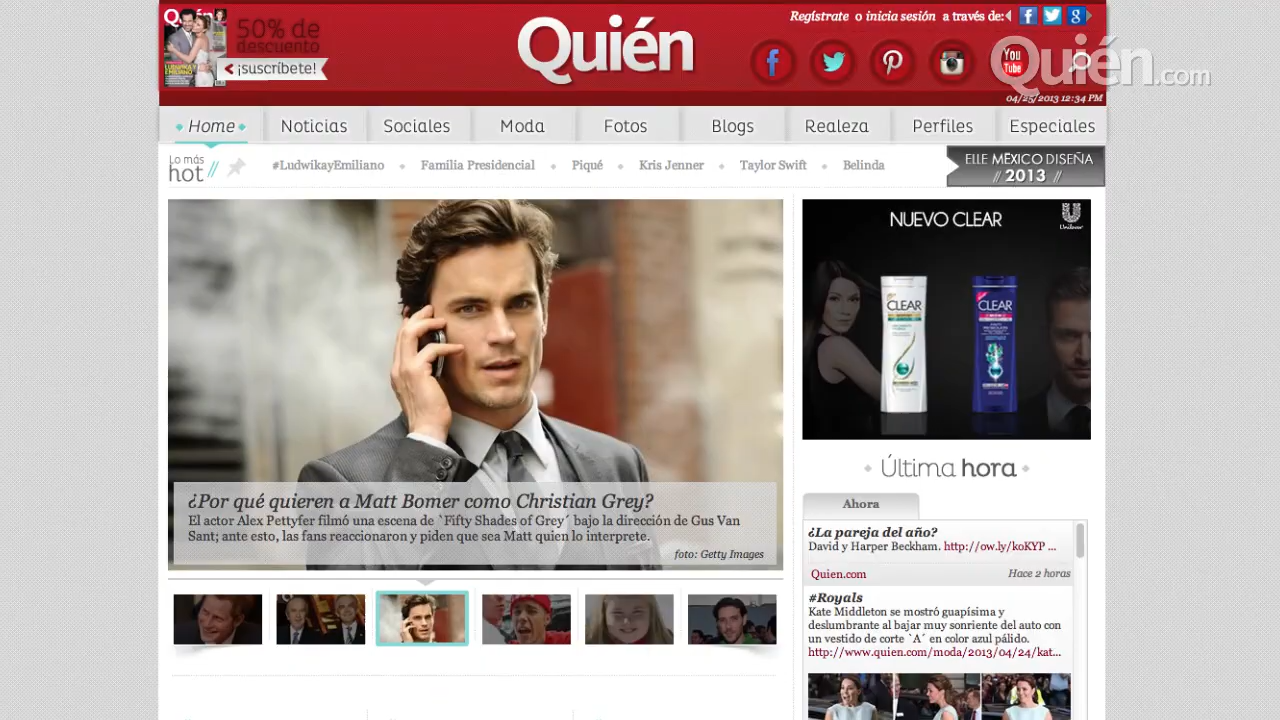 Quién
50% de
descuento
¡suscríbete!
Quién
Regístrate o inicia sesión a través de:
You
Tube
Quién.com
04/25/2013 12:34 PM
Home
Noticias
Sociales
Moda
Fotos
Blogs
Realeza
Perfiles
Especiales
Lo más
hot //
#LudwikayEmiliano
Familia Presidencial
Piqué
Kris Jenner
Taylor Swift
Belinda
ELLE MÉXICO DISEÑA
// 2013 //
NUEVO CLEAR
Unilever
CLEAR
CLEAR
¿Por qué quieren a Matt Bomer como Christian Grey?
El actor Alex Pettyfer filmó una escena de `Fifty Shades of Grey´ bajo la dirección de Gus Van
Sant; ante esto, las fans reaccionaron y piden que sea Matt quien lo interprete.
foto: Getty Images
Última hora
Ahora
¿La pareja del año?
David y Harper Beckham. http://ow.ly/koKYP ...
Quien.com
Hace 2 horas
#Royals
Kate Middleton se mostró guapísima y
deslumbrante al bajar muy sonriente del auto con
un vestido de corte `A´ en color azul pálido.
http://www.quien.com/moda/2013/04/24/kat...